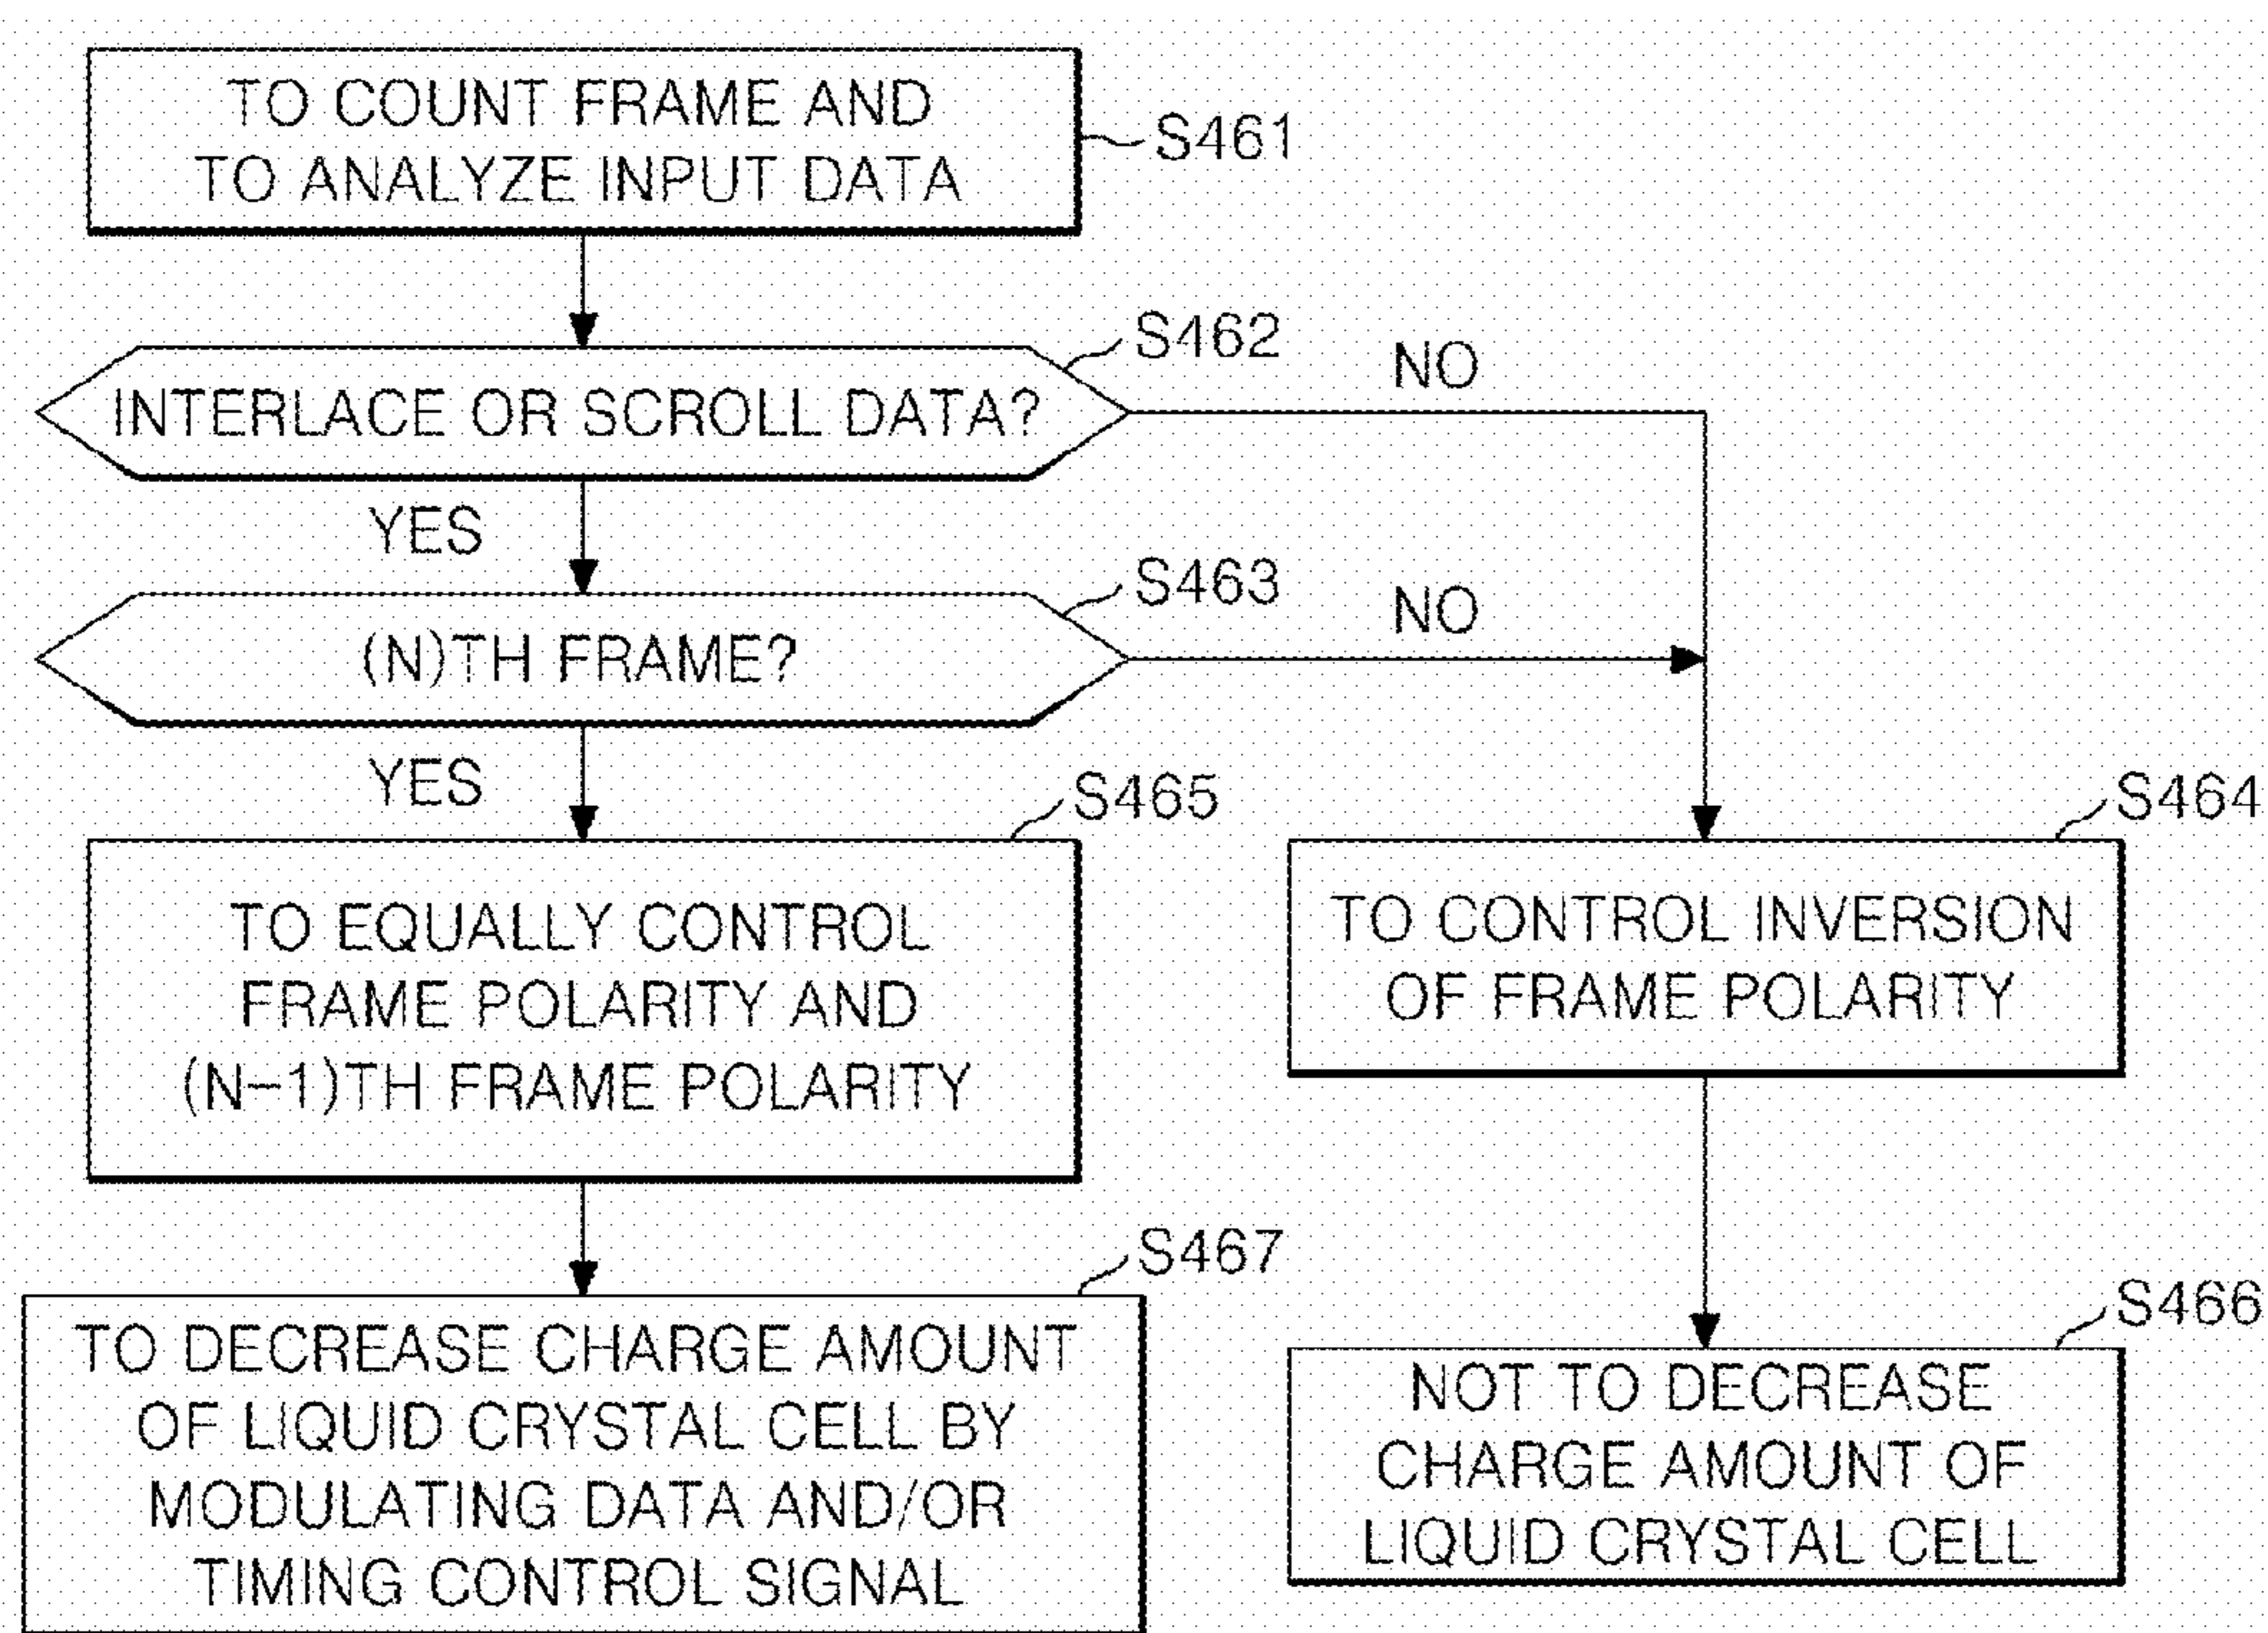 TO COUNT FRAME AND
TO ANALYZE INPUT DATA
S461
INTERLACE OR SCROLL DATA?
S462
NO
YES
(N)TH FRAME?
S463
NO
YES
S465
TO EQUALLY CONTROL
FRAME POLARITY AND
(N-1)TH FRAME POLARITY
S464
TO CONTROL INVERSION
OF FRAME POLARITY
S467
TO DECREASE CHARGE AMOUNT
OF LIQUID CRYSTAL CELL BY
MODULATING DATA AND/OR
TIMING CONTROL SIGNAL
S466
NOT TO DECREASE
CHARGE AMOUNT OF
LIQUID CRYSTAL CELL